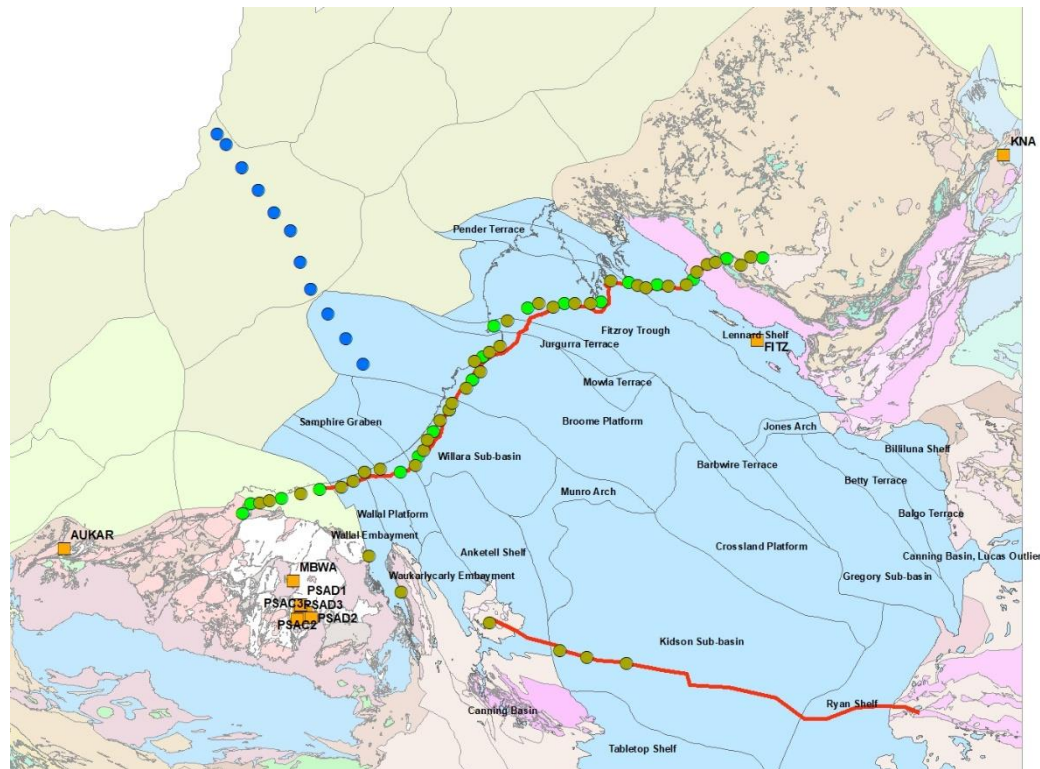 KNA
Pender Terrace
Fitzroy Trough
Lennard Shelf
FITZ
Jurgurra Terrace
Mowla Terrace
Samphire Graben
Broome Platform
Jones Arch
Billiluna Shelf
Willara Sub-basin
Barbwire Terrace
Betty Terrace
Munro Arch
Wallal Platform
Balgo Terrace
AUKAR
Wallal Embayment
Anketell Shelf
Crossland Platform
Canning Basin, Lucas Outlier
MBWA
Waukarlycarly Embayment
Gregory Sub-basin
PSAD1
PSAC3
PSAD3
PSAC2
PSAD2
Kidson Sub-basin
Canning Basin
Ryan Shelf
Tabletop Shelf